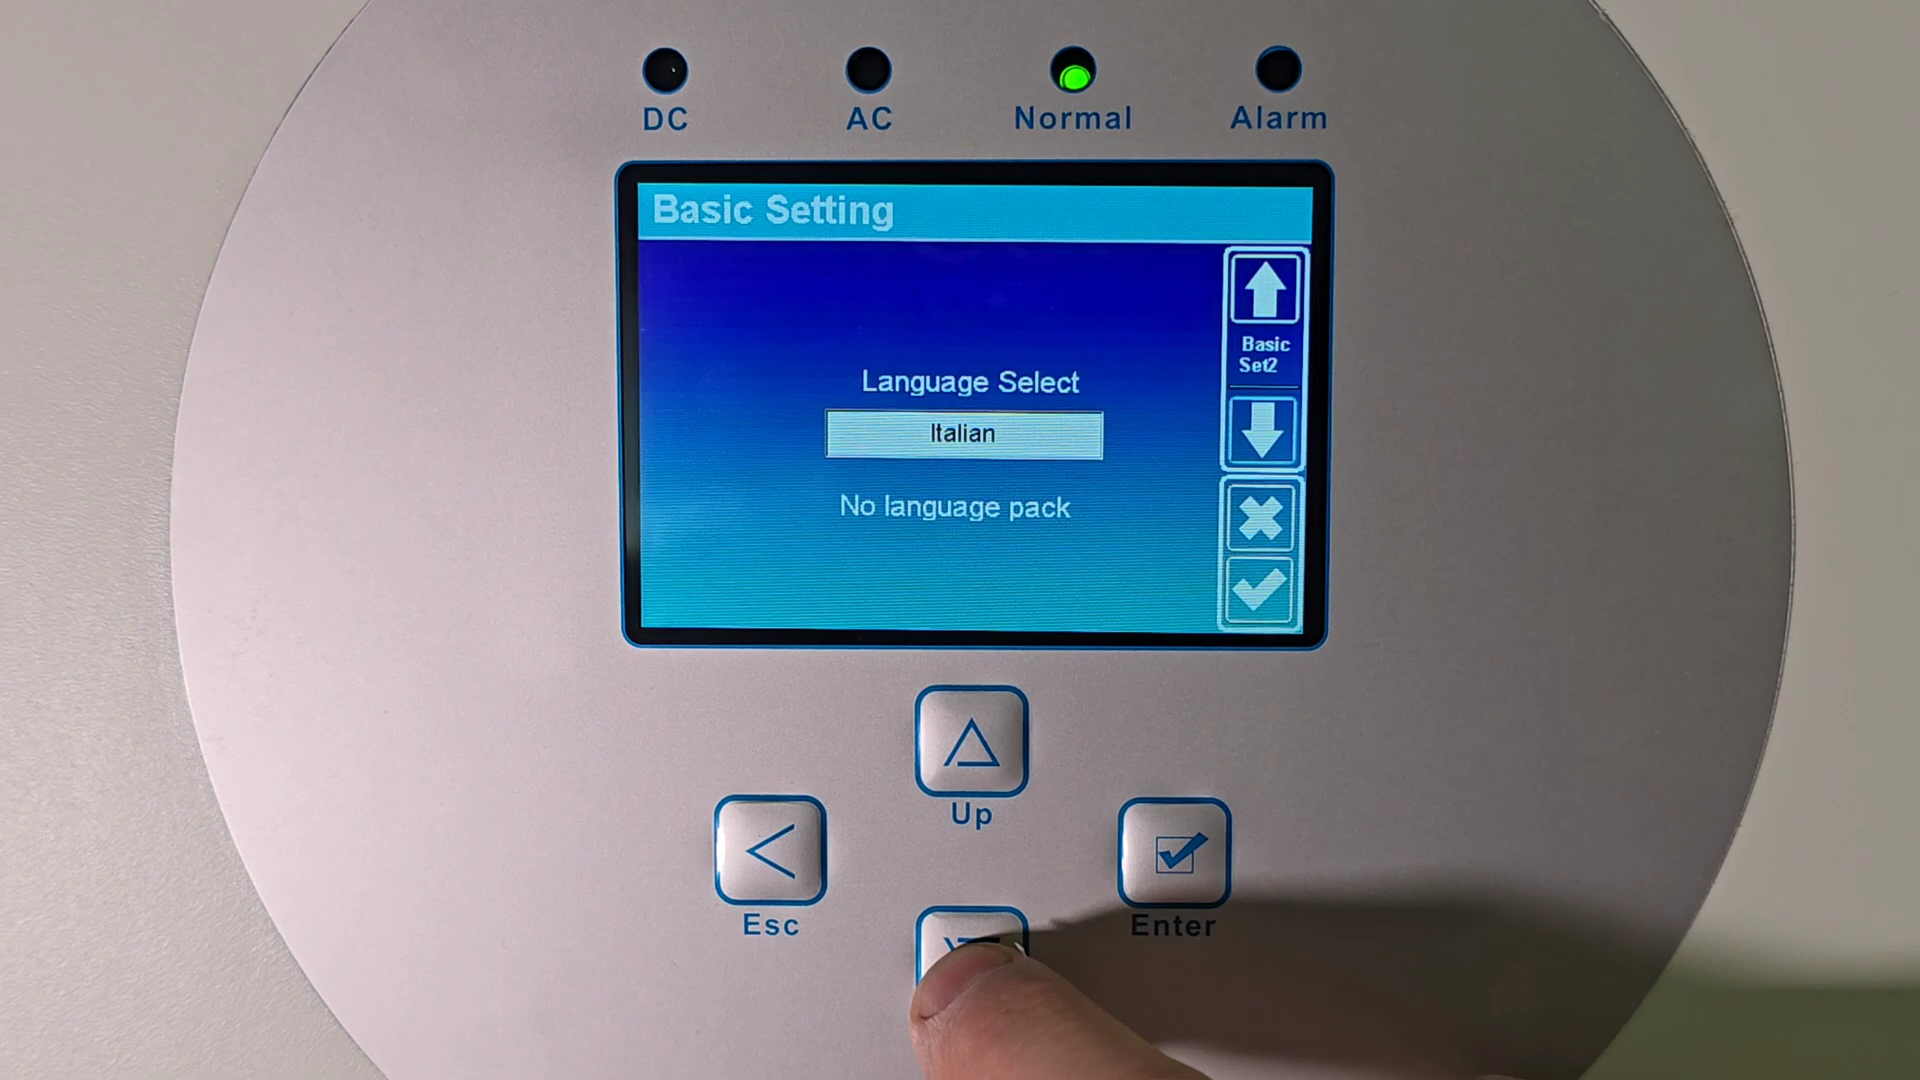 DC AC Normal Alarm
Basic Setting
Basic
Set2
Language Select
Italian
No language pack
Up
Esc
Enter